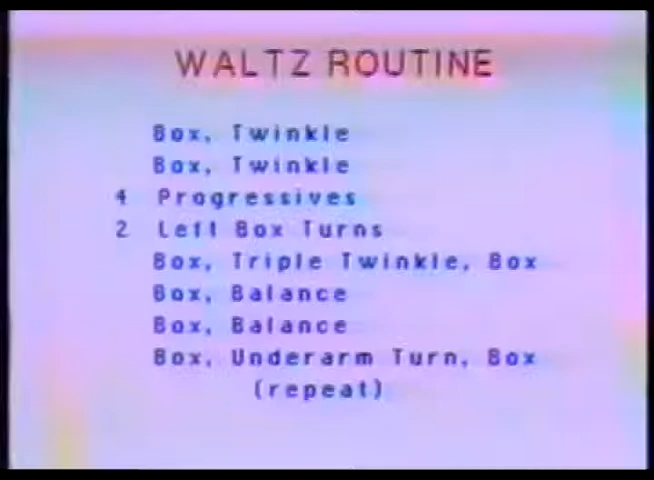 WALTZ ROUTINE
Box, Twinkle
Box, Twinkle
4 Progressives
2 Left Box Turns
Box, Triple Twinkle, Box
Box, Balance
Box, Balance
Box, Underarm Turn, Box
(repeat)